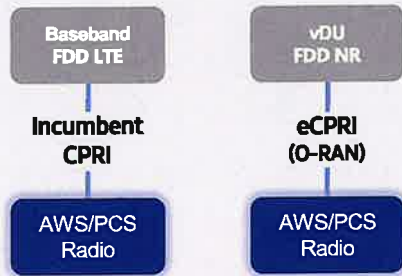 Baseband
FDD LTE
Incumbent
CPRI
AWS/PCS
Radio
vDU
FDD NR
eCPRI
(O-RAN)
AWS/PCS
Radio